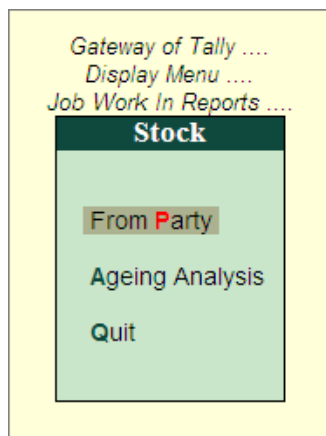 Gateway of Tally ....
Display Menu ....
Job Work In Reports ....
Stock
From Party
Ageing Analysis
Quit